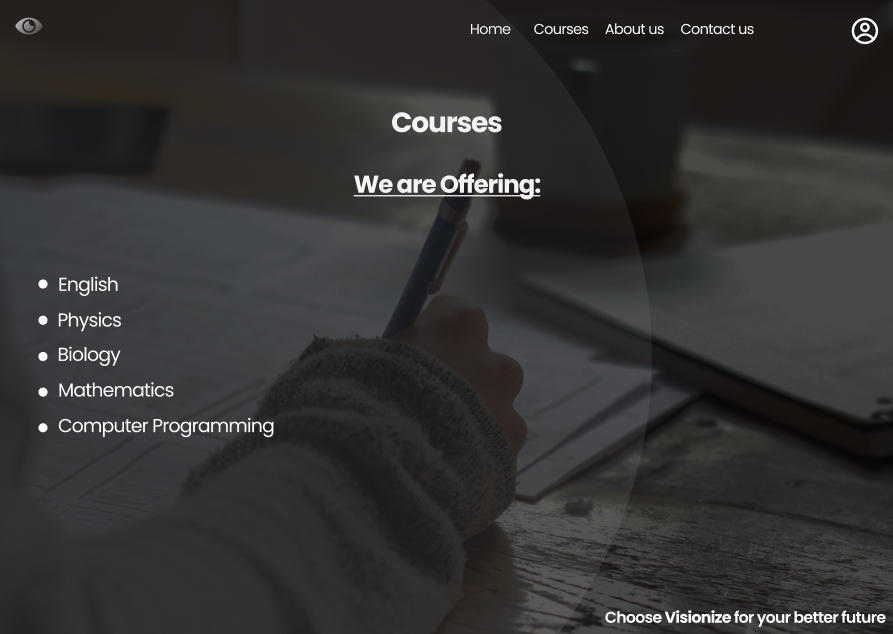 Home Courses About us Contact us
Courses
We are Offering:
English
Physics
Biology
Mathematics
Computer Programming
Choose Visionize for your better future